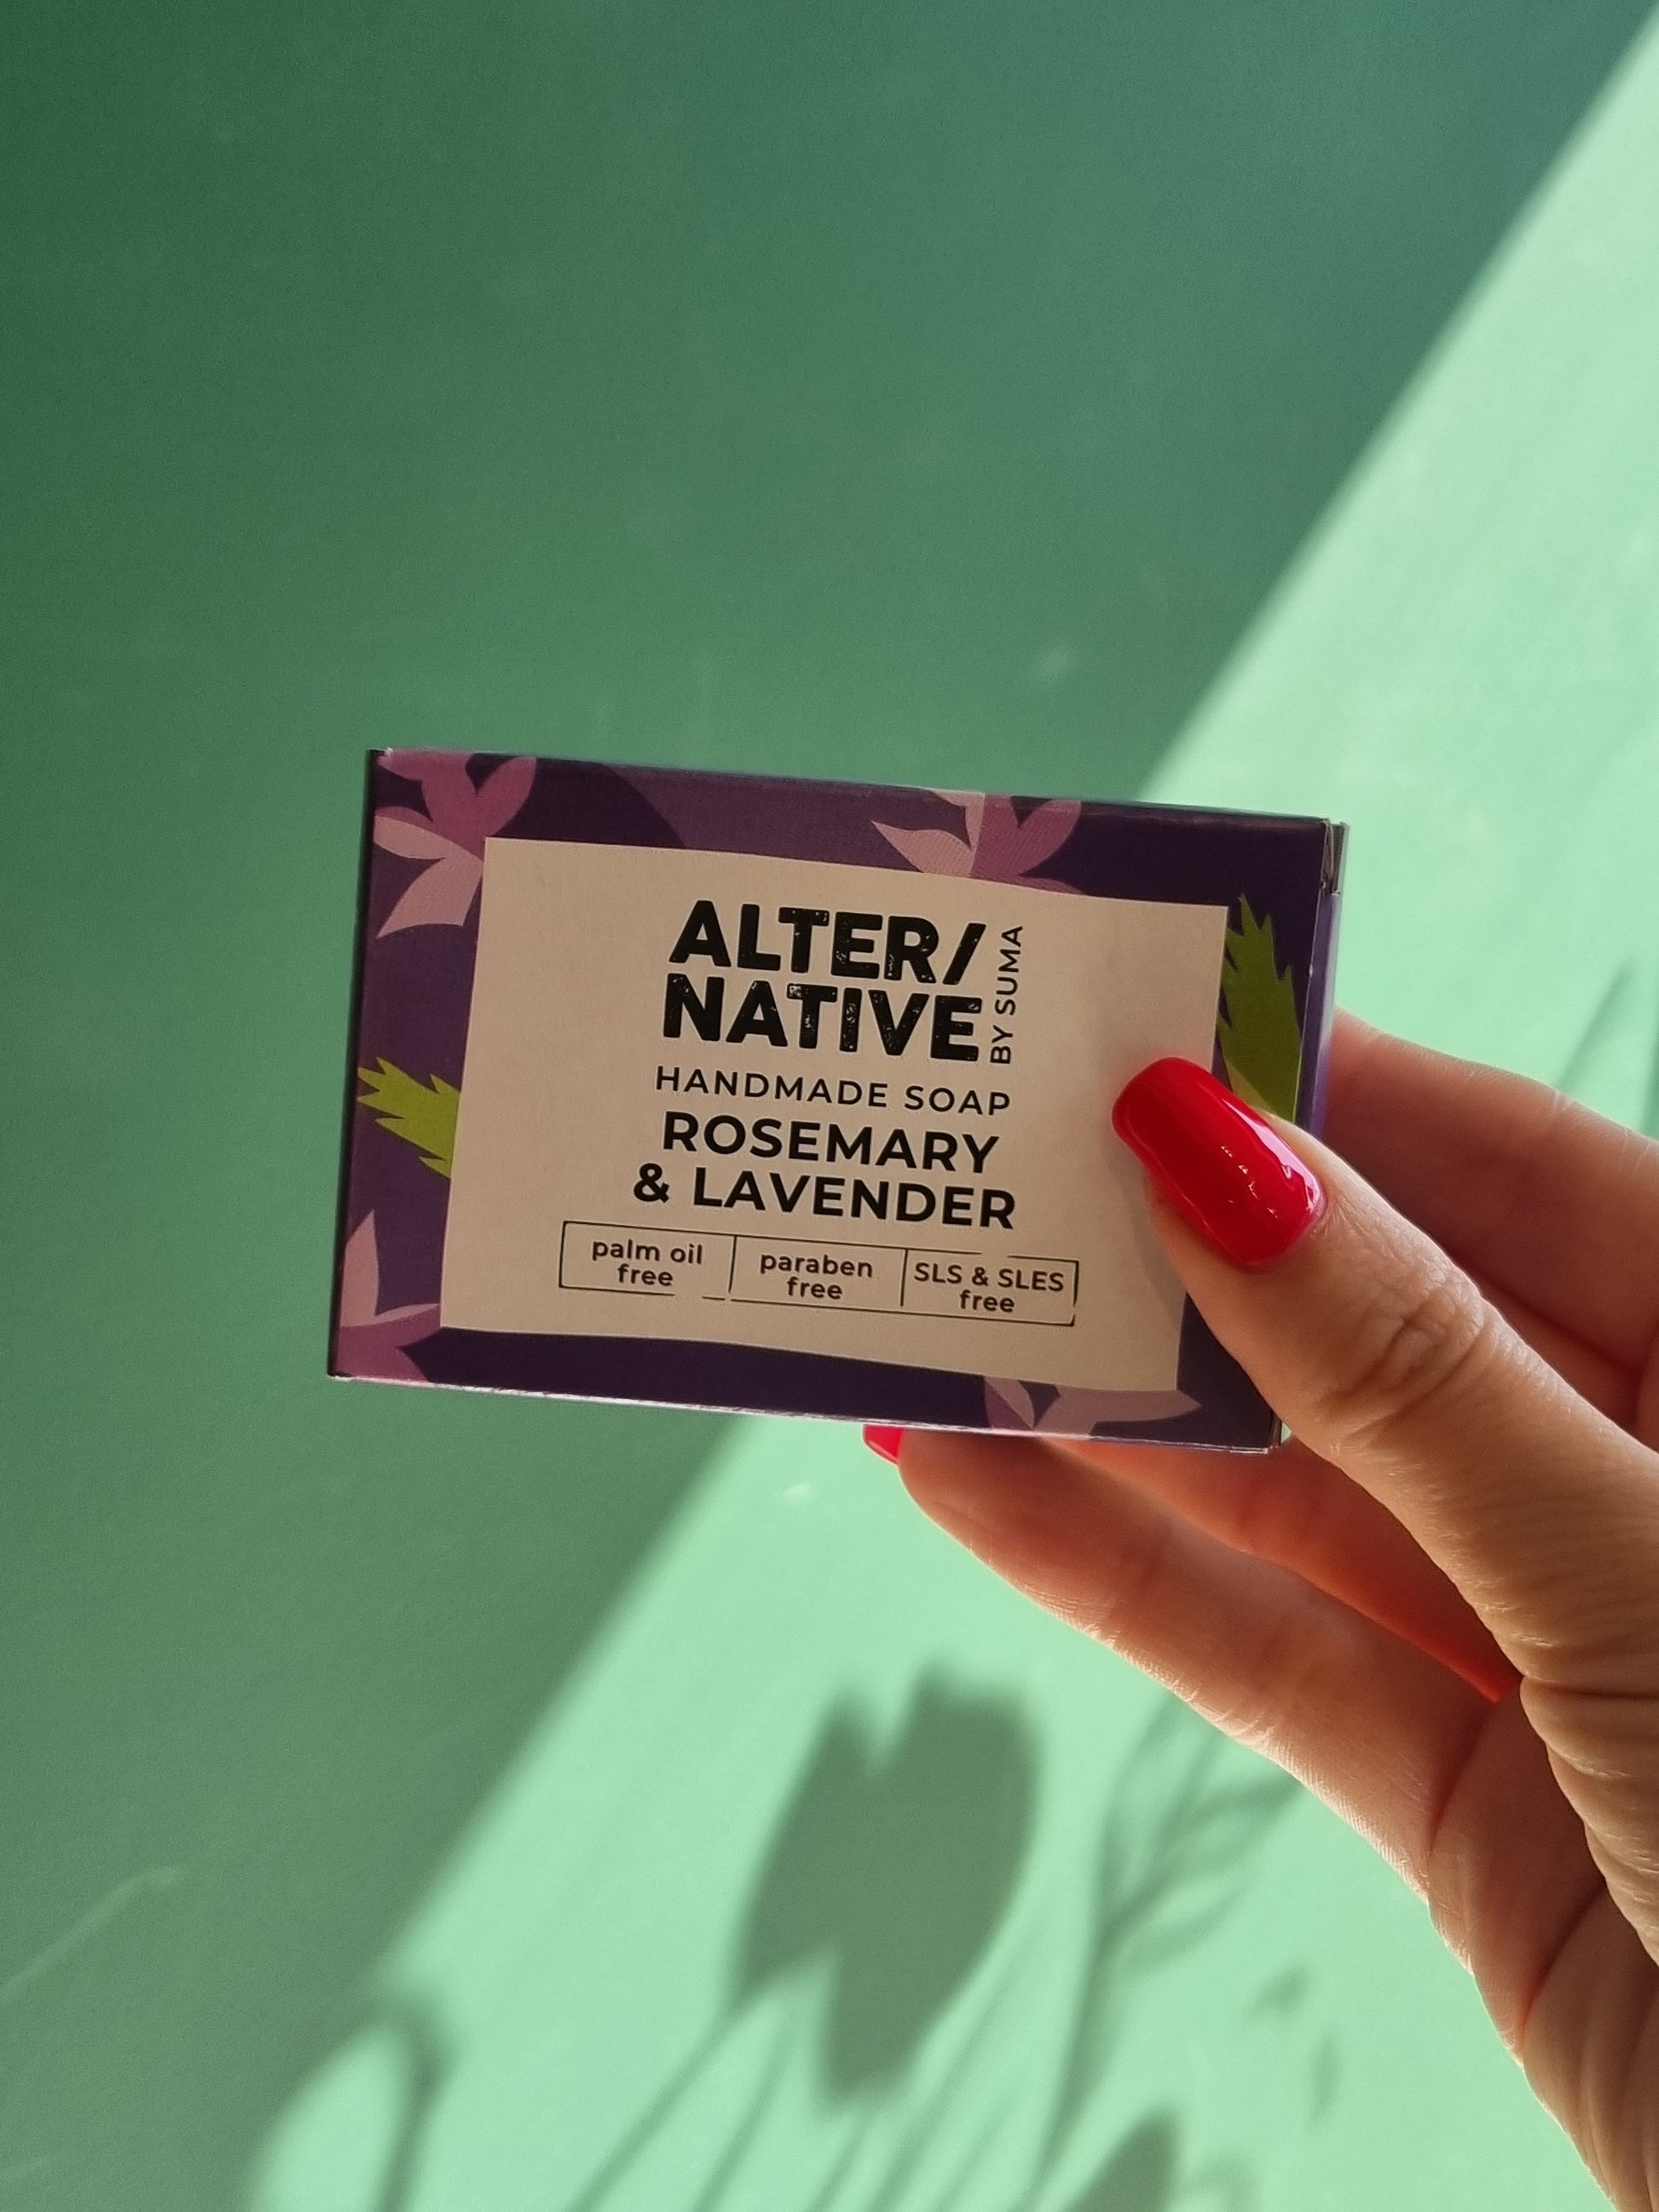 ALTER/
NATIVE
BY SUMA
HANDMADE SOAP
ROSEMARY
& LAVENDER
palm oil
free
paraben
free
SLS & SLES
free